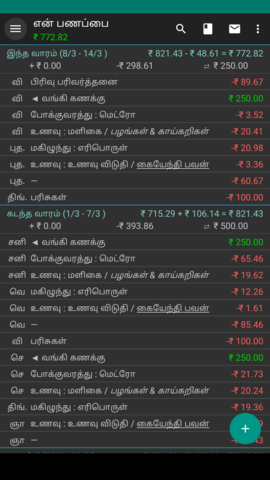 என் பணப்பை
₹ 772.82
இந்த வாரம் (8/3 - 14/3) ₹ 821.43 - ₹ 48.61 = ₹ 772.82
+ ₹ 0.00 -₹ 298.61 ⇄ ₹ 250.00
வி பிரிவு பரிவர்த்தனை -₹ 89.67
வி ◄ வங்கி கணக்கு ₹ 250.00
வி போக்குவரத்து : மெட்ரோ -₹ 3.52
வி உணவு : மளிகை / பழங்கள் & காய்கறிகள் -₹ 20.41
புத. மகிழுந்து : எரிபொருள் -₹ 20.98
புத. உணவு : உணவு விடுதி / கையேந்தி பவன் -₹ 3.36
புத. — -₹ 60.67
திங். பரிசுகள் -₹ 100.00
கடந்த வாரம் (1/3 - 7/3) ₹ 715.29 + ₹ 106.14 = ₹ 821.43
+ ₹ 0.00 -₹ 393.86 ⇄ ₹ 500.00
சனி ◄ வங்கி கணக்கு ₹ 250.00
சனி போக்குவரத்து : மெட்ரோ -₹ 65.46
சனி உணவு : மளிகை / பழங்கள் & காய்கறிகள் -₹ 19.62
வெ மகிழுந்து : எரிபொருள் -₹ 12.26
வெ உணவு : உணவு விடுதி / கையேந்தி பவன் -₹ 1.61
வெ — -₹ 85.46
வி பரிசுகள் -₹ 100.00
செ ◄ வங்கி கணக்கு ₹ 250.00
செ போக்குவரத்து : மெட்ரோ -₹ 21.73
செ உணவு : மளிகை / பழங்கள் & காய்கறிகள் -₹ 20.24
திங். மகிழுந்து : எரிபொருள் -₹ 19.36
ஞா உணவு : உணவு விடுதி / கையேந்தி பவன்
ஞா —